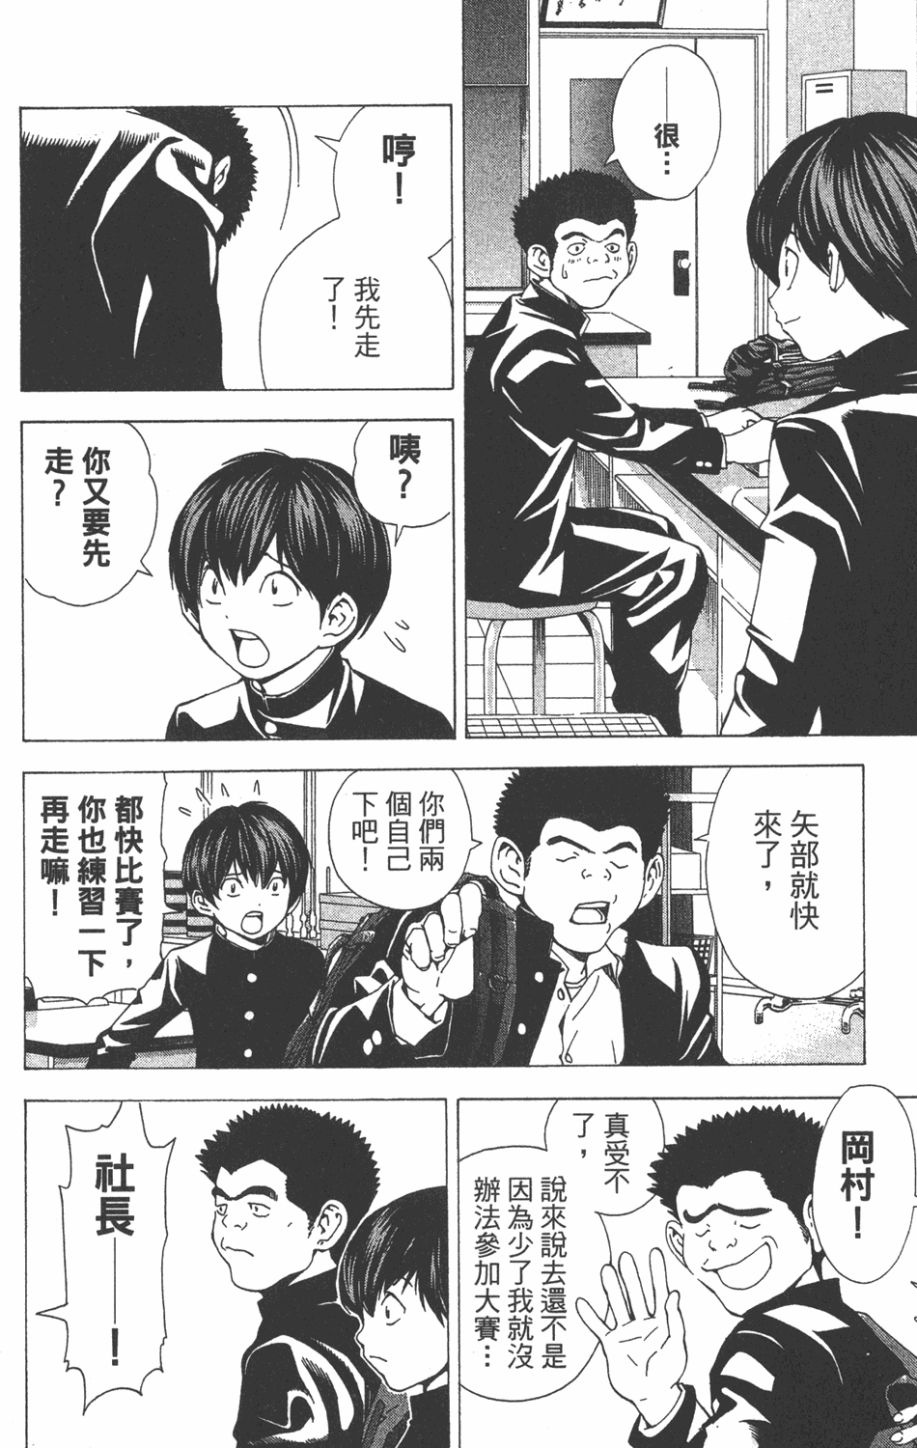 很…
哼！
我先走
了！
咦？
你又要先
走？
矢部就快
來了，
你們兩
個自己
下吧！
都快比賽了，
你也練習一下
再走嘛！
岡村！
真受不
了，
說來說去還不是
因為少了我就沒
辦法參加大賽…
社長——！